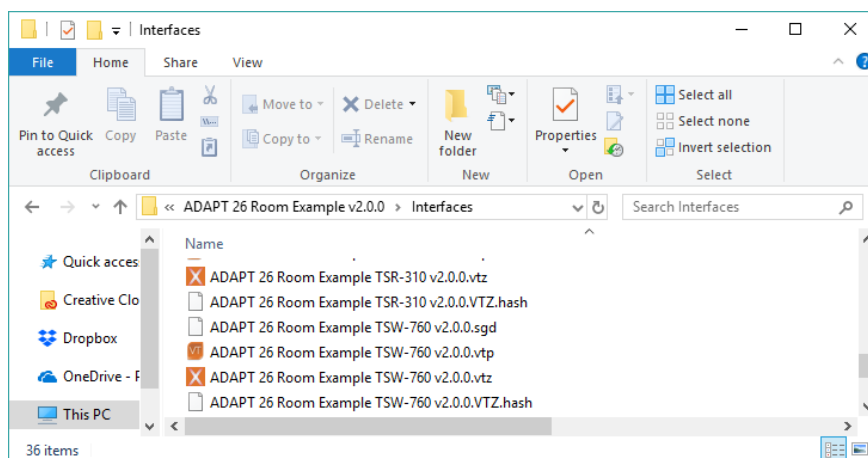 Interfaces
File Home Share View
Pin to Quick access
Copy
Paste
Move to
Copy to
Delete
Rename
New folder
Properties
Select all
Select none
Invert selection
Clipboard Organize New Open Select
« ADAPT 26 Room Example v2.0.0 > Interfaces
Search Interfaces
Name
Quick acces
Creative Clo
Dropbox
OneDrive - F
This PC
ADAPT 26 Room Example TSR-310 v2.0.0.vtz
ADAPT 26 Room Example TSR-310 v2.0.0.VTZ.hash
ADAPT 26 Room Example TSW-760 v2.0.0.sgd
VT
ADAPT 26 Room Example TSW-760 v2.0.0.vtp
ADAPT 26 Room Example TSW-760 v2.0.0.vtz
ADAPT 26 Room Example TSW-760 v2.0.0.VTZ.hash
36 items